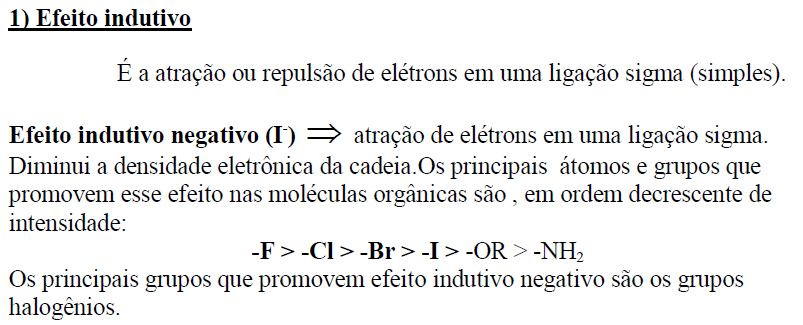 1) Efeito indutivo
É a atração ou repulsão de elétrons em uma ligação sigma (simples).
Efeito indutivo negativo (I⁻) ⇒ atração de elétrons em uma ligação sigma.
Diminui a densidade eletrônica da cadeia.Os principais átomos e grupos que
promovem esse efeito nas moléculas orgânicas são , em ordem decrescente de
intensidade:
-F > -Cl > -Br > -I > -OR > -NH₂
Os principais grupos que promovem efeito indutivo negativo são os grupos
halogênios.